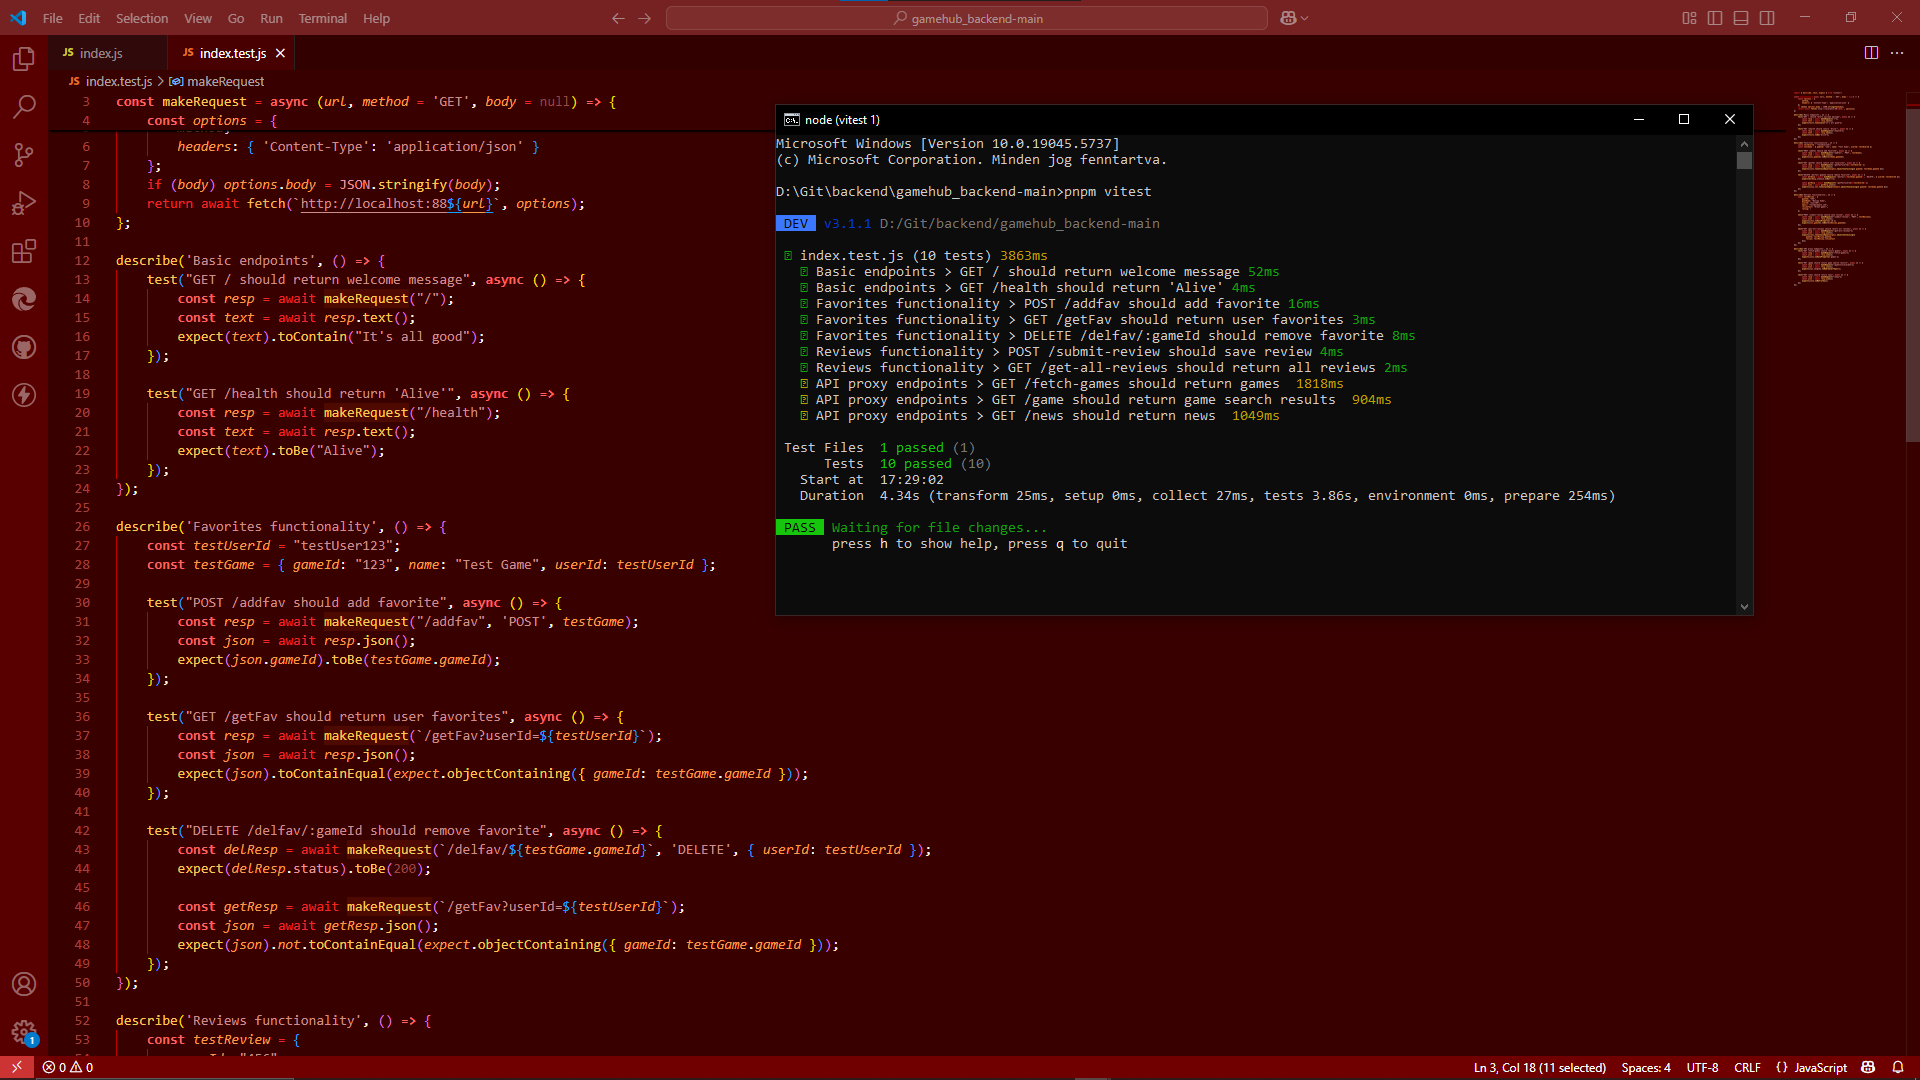 File Edit Selection View Go Run Terminal Help
gamehub_backend-main
JS index.js
JS index.test.js
JS index.test.js > makeRequest
3 const makeRequest = async (url, method = 'GET', body = null) => {
4 const options = {
6 headers: { 'Content-Type': 'application/json' }
7 };
8 if (body) options.body = JSON.stringify(body);
9 return await fetch(`http://localhost:88${url}`, options);
10 };
11
12 describe('Basic endpoints', () => {
13 test("GET / should return welcome message", async () => {
14 const resp = await makeRequest("/");
15 const text = await resp.text();
16 expect(text).toContain("It's all good");
17 });
18
19 test("GET /health should return 'Alive'", async () => {
20 const resp = await makeRequest("/health");
21 const text = await resp.text();
22 expect(text).toBe("Alive");
23 });
24 });
25
26 describe('Favorites functionality', () => {
27 const testUserId = "testUser123";
28 const testGame = { gameId: "123", name: "Test Game", userId: testUserId };
29
30 test("POST /addfav should add favorite", async () => {
31 const resp = await makeRequest("/addfav", 'POST', testGame);
32 const json = await resp.json();
33 expect(json.gameId).toBe(testGame.gameId);
34 });
35
36 test("GET /getFav should return user favorites", async () => {
37 const resp = await makeRequest(`/getFav?userId=${testUserId}`);
38 const json = await resp.json();
39 expect(json).toContainEqual(expect.objectContaining({ gameId: testGame.gameId }));
40 });
41
42 test("DELETE /delfav/:gameId should remove favorite", async () => {
43 const delResp = await makeRequest(`/delfav/${testGame.gameId}`, 'DELETE', { userId: testUserId });
44 expect(delResp.status).toBe(200);
45
46 const getResp = await makeRequest(`/getFav?userId=${testUserId}`);
47 const json = await getResp.json();
48 expect(json).not.toContainEqual(expect.objectContaining({ gameId: testGame.gameId }));
49 });
50 });
51
52 describe('Reviews functionality', () => {
53 const testReview = {
node (vitest 1)
Microsoft Windows [Version 10.0.19045.5737]
(c) Microsoft Corporation. Minden jog fenntartva.
D:\Git\backend\gamehub_backend-main>pnpm vitest
DEV v3.1.1 D:/Git/backend/gamehub_backend-main
index.test.js (10 tests) 3863ms
Basic endpoints > GET / should return welcome message 52ms
Basic endpoints > GET /health should return 'Alive' 4ms
Favorites functionality > POST /addfav should add favorite 16ms
Favorites functionality > GET /getFav should return user favorites 3ms
Favorites functionality > DELETE /delfav/:gameId should remove favorite 8ms
Reviews functionality > POST /submit-review should save review 4ms
Reviews functionality > GET /get-all-reviews should return all reviews 2ms
API proxy endpoints > GET /fetch-games should return games 1818ms
API proxy endpoints > GET /game should return game search results 904ms
API proxy endpoints > GET /news should return news 1049ms
Test Files 1 passed (1)
Tests 10 passed (10)
Start at 17:29:02
Duration 4.34s (transform 25ms, setup 0ms, collect 27ms, tests 3.86s, environment 0ms, prepare 254ms)
PASS Waiting for file changes...
press h to show help, press q to quit
1
0 0
Ln 3, Col 18 (11 selected) Spaces: 4 UTF-8 CRLF {} JavaScript